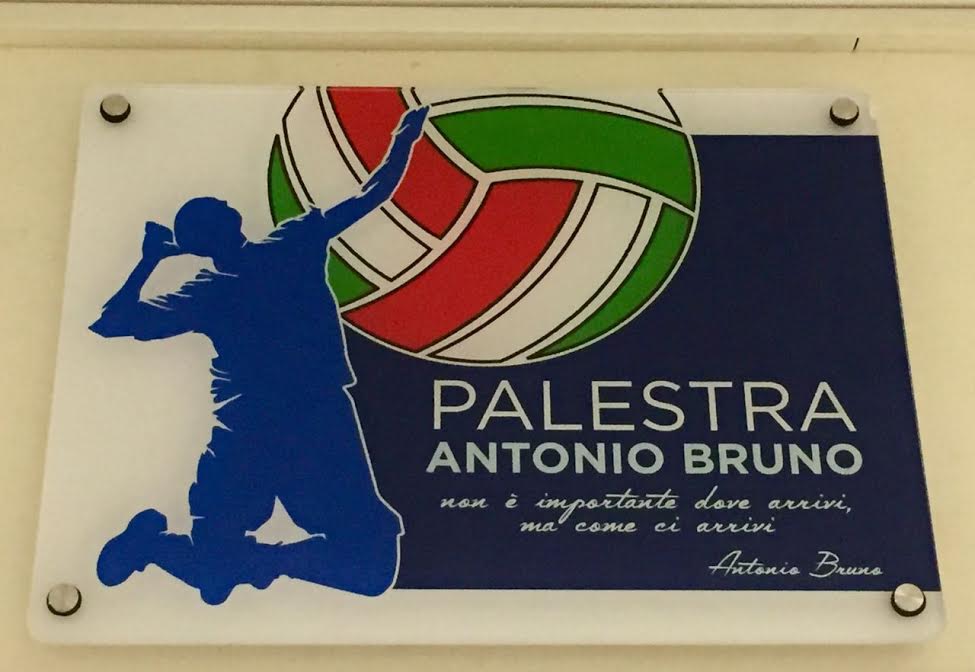 PALESTRA
ANTONIO BRUNO
non è importante dove arrivi,
ma come ci arrivi
Antonio Bruno